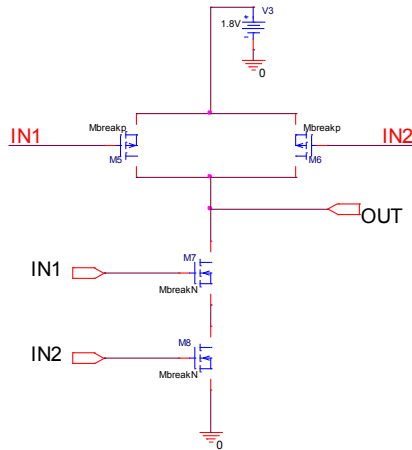 V3
1.8V
0
Mbreakp
Mbreakp
IN1
IN2
M5
M6
OUT
M7
IN1
MbreakN
M8
IN2
MbreakN
0